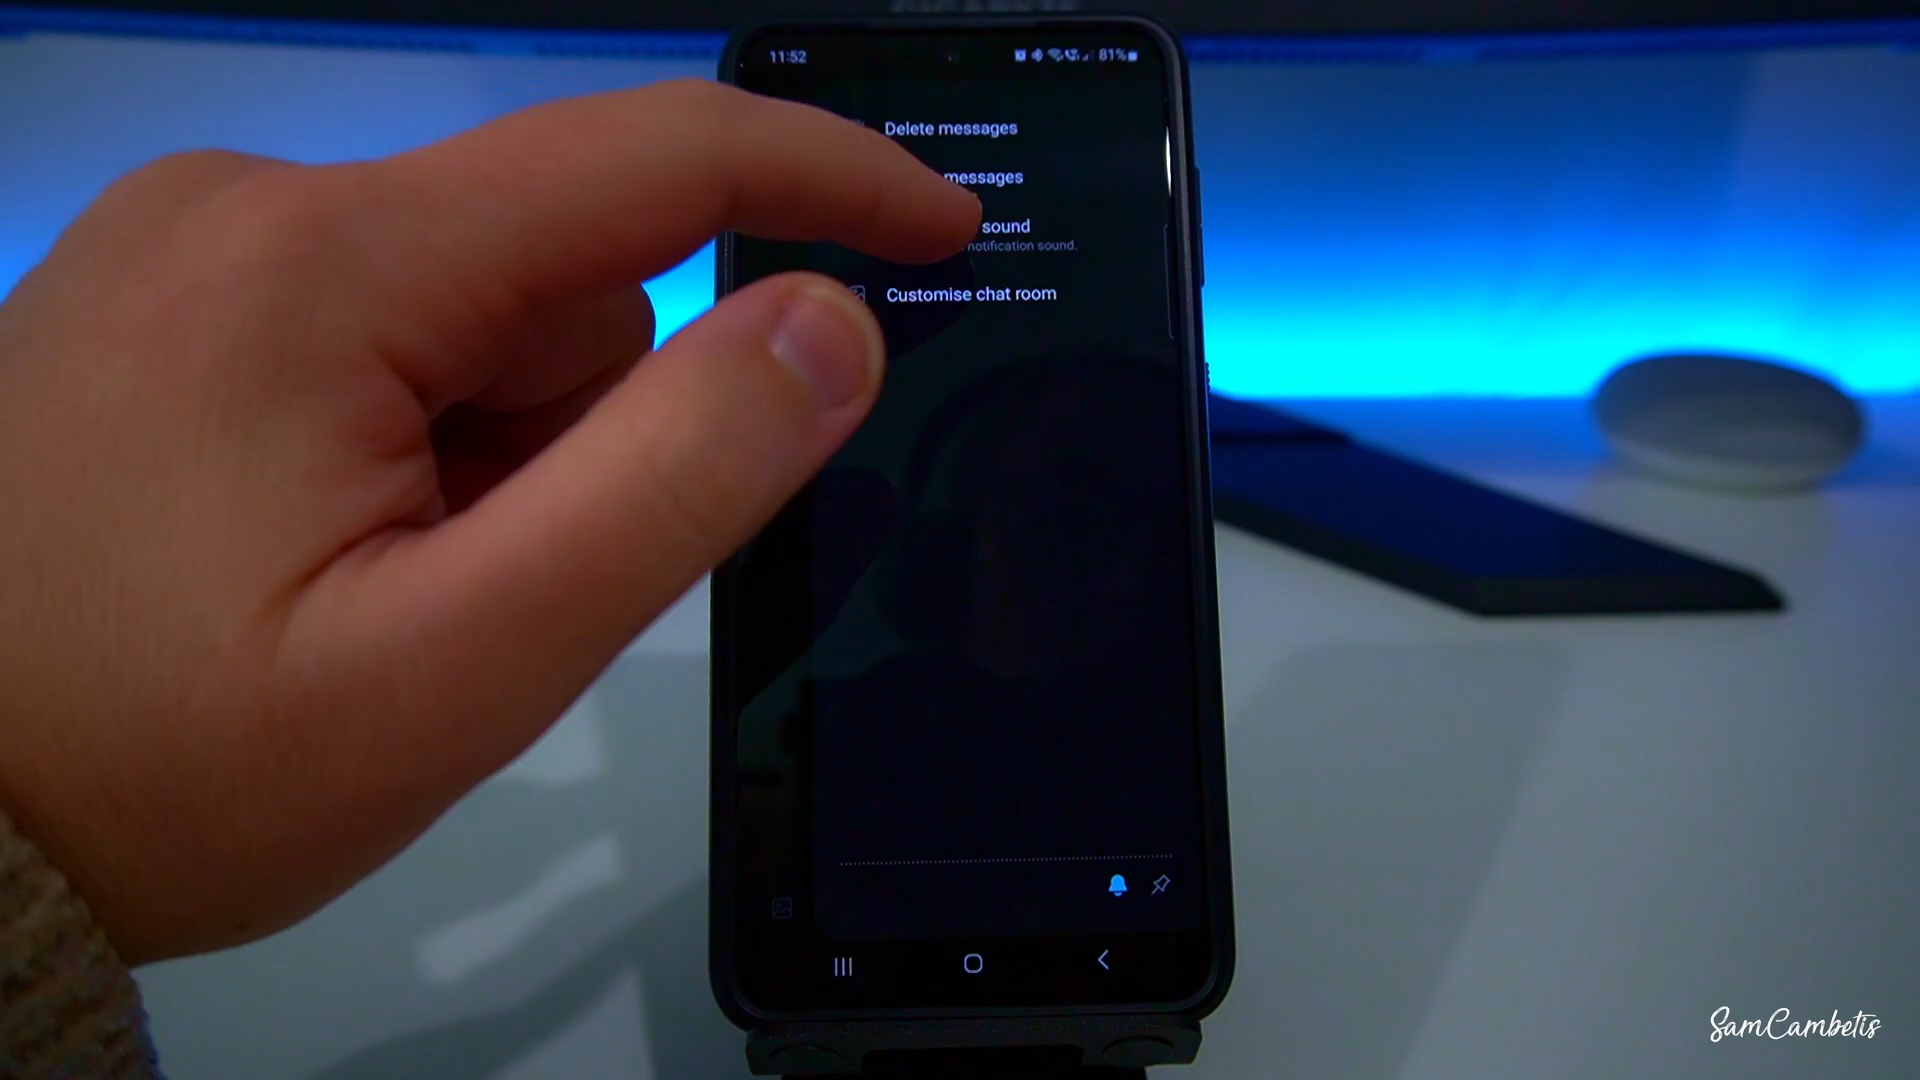 11:52
81%
Delete messages
messages
sound
notification sound.
Customise chat room
SamCambetis